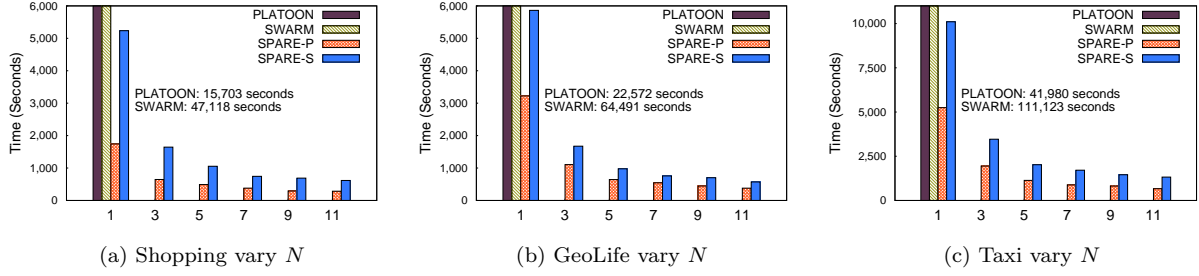 6,000
5,000
4,000
3,000
2,000
1,000
0
Time (Seconds)
PLATOON
SWARM
SPARE-P
SPARE-S
PLATOON: 15,703 seconds
SWARM: 47,118 seconds
1 3 5 7 9 11
(a) Shopping vary N
6,000
5,000
4,000
3,000
2,000
1,000
0
Time (Seconds)
PLATOON
SWARM
SPARE-P
SPARE-S
PLATOON: 22,572 seconds
SWARM: 64,491 seconds
1 3 5 7 9 11
(b) GeoLife vary N
10,000
7,500
5,000
2,500
0
Time (Seconds)
PLATOON
SWARM
SPARE-P
SPARE-S
PLATOON: 41,980 seconds
SWARM: 111,123 seconds
1 3 5 7 9 11
(c) Taxi vary N